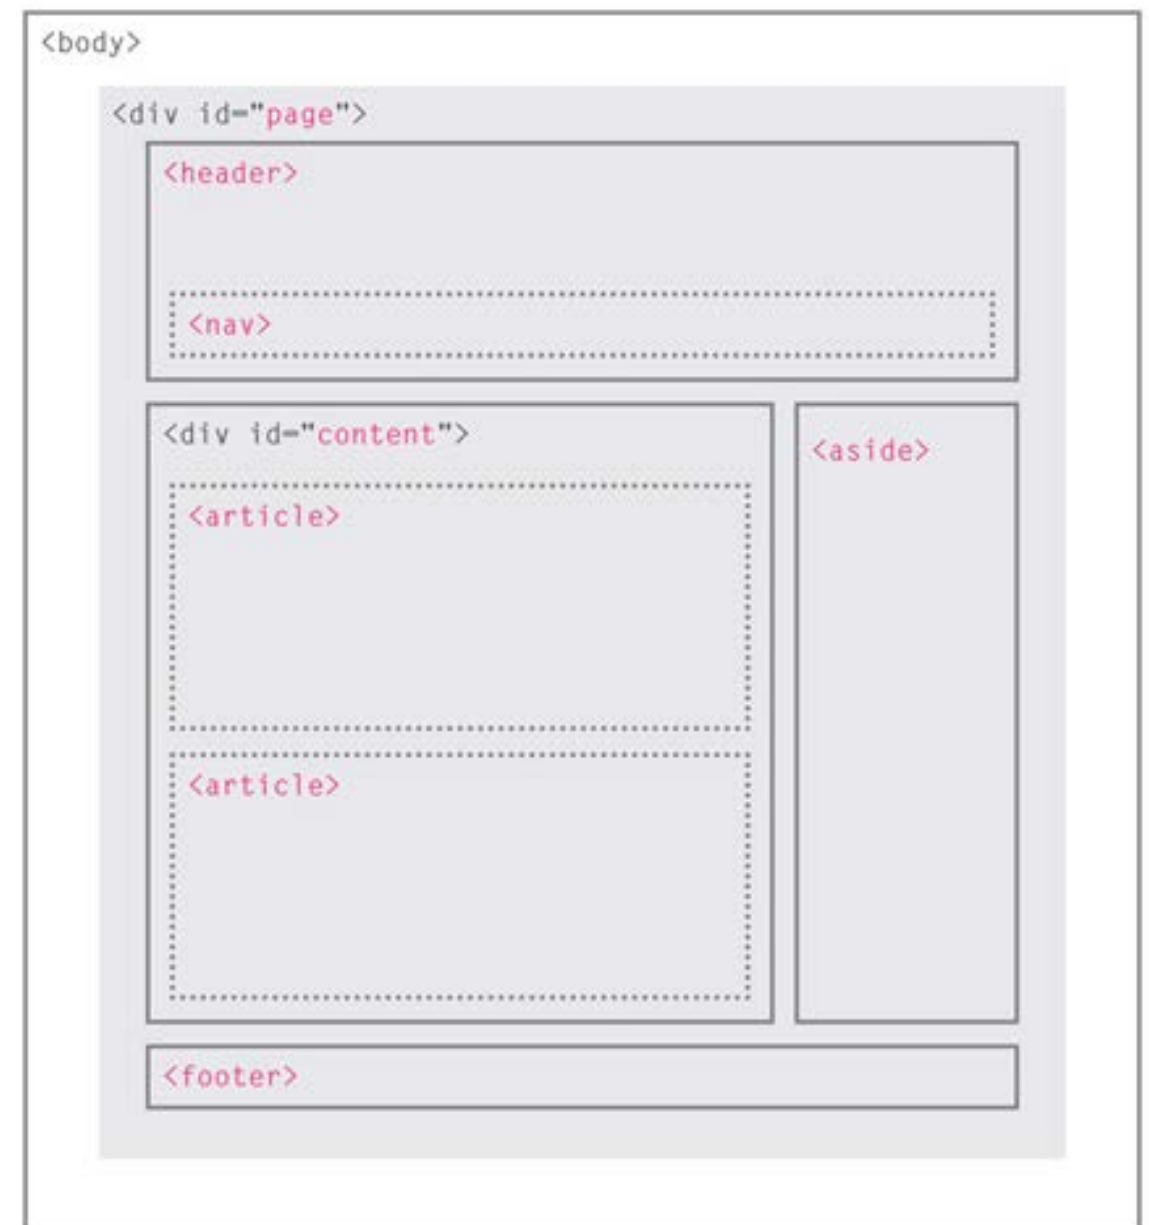 <body>
<div id="page">
<header>
<nav>
<div id="content">
<aside>
<article>
<article>
<footer>